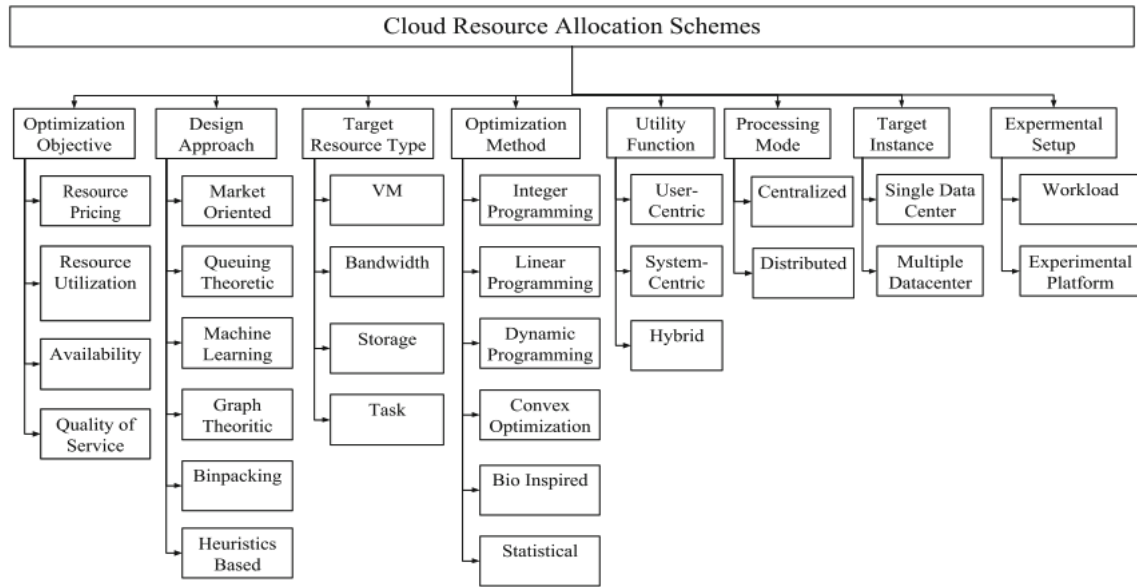 Cloud Resource Allocation Schemes
Optimization
Objective
Resource
Pricing
Resource
Utilization
Availability
Quality of
Service
Design
Approach
Market
Oriented
Queuing
Theoretic
Machine
Learning
Graph
Theoritic
Binpacking
Heuristics
Based
Target
Resource Type
VM
Bandwidth
Storage
Task
Optimization
Method
Integer
Programming
Linear
Programming
Dynamic
Programming
Convex
Optimization
Bio Inspired
Statistical
Utility
Function
User-
Centric
System-
Centric
Hybrid
Processing
Mode
Centralized
Distributed
Target
Instance
Single Data
Center
Multiple
Datacenter
Expermental
Setup
Workload
Experimental
Platform